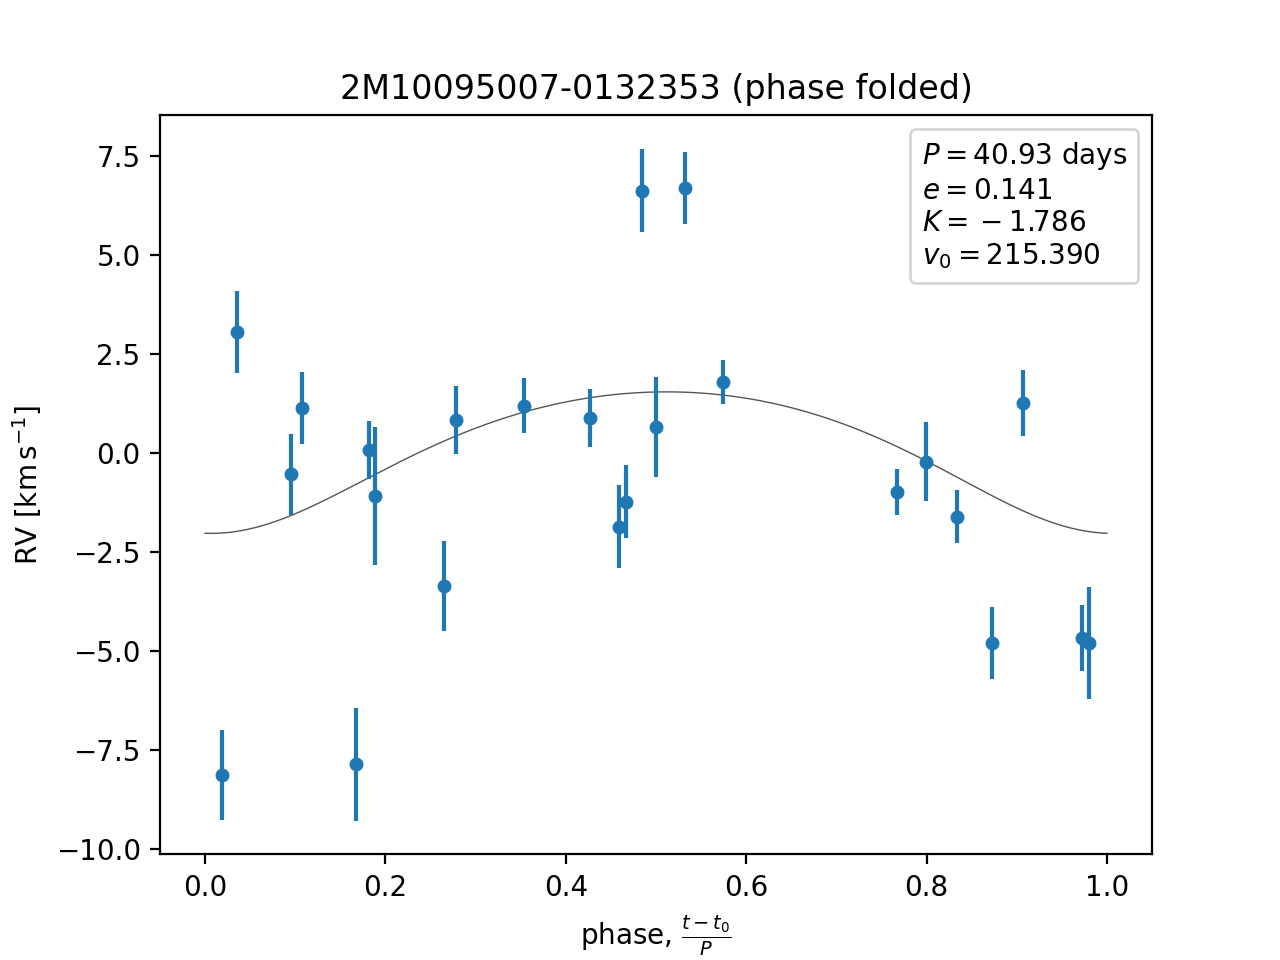 2M10095007-0132353 (phase folded)
P = 40.93 days
e = 0.141
K = −1.786
v₀ = 215.390
RV [km s⁻¹]
7.5
5.0
2.5
0.0
−2.5
−5.0
−7.5
−10.0
0.0 0.2 0.4 0.6 0.8 1.0
phase, (t − t₀)/P